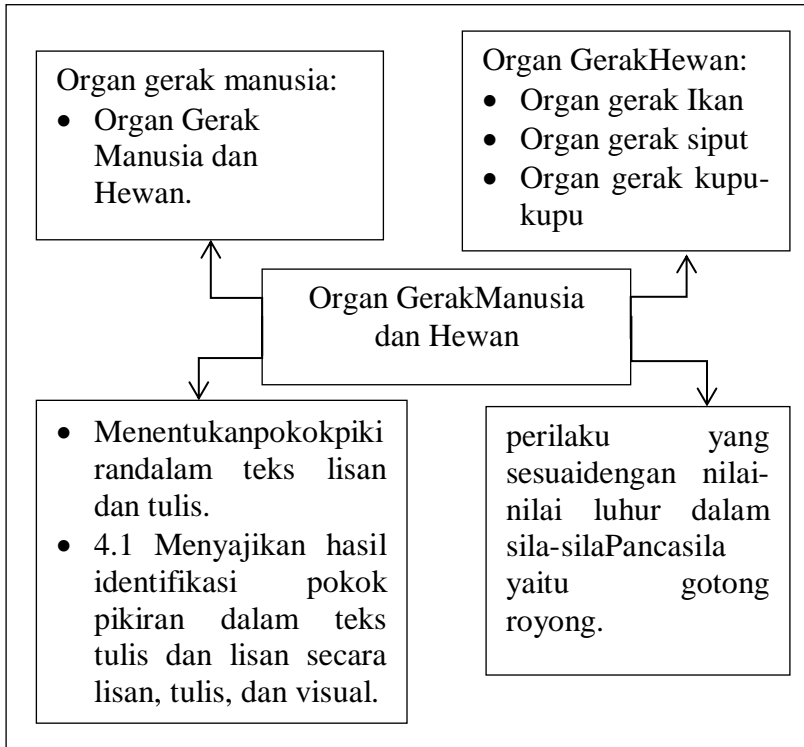 Organ gerak manusia:
• Organ Gerak
Manusia dan
Hewan.
Organ GerakHewan:
• Organ gerak Ikan
• Organ gerak siput
• Organ gerak kupu-
kupu
Organ GerakManusia
dan Hewan
• Menentukanpokokpiki
randalam teks lisan
dan tulis.
• 4.1 Menyajikan hasil
identifikasi pokok
pikiran dalam teks
tulis dan lisan secara
lisan, tulis, dan visual.
perilaku yang
sesuaidengan nilai-
nilai luhur dalam
sila-silaPancasila
yaitu gotong
royong.